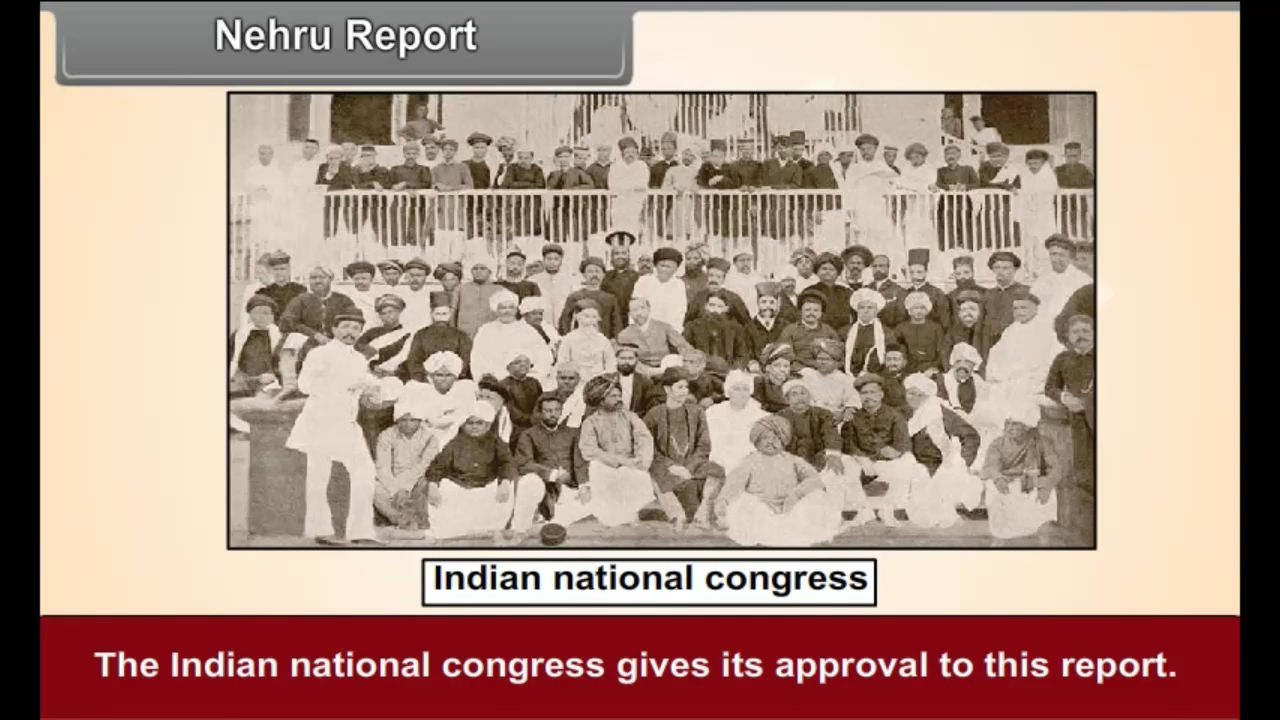 Nehru Report
Indian national congress
The Indian national congress gives its approval to this report.